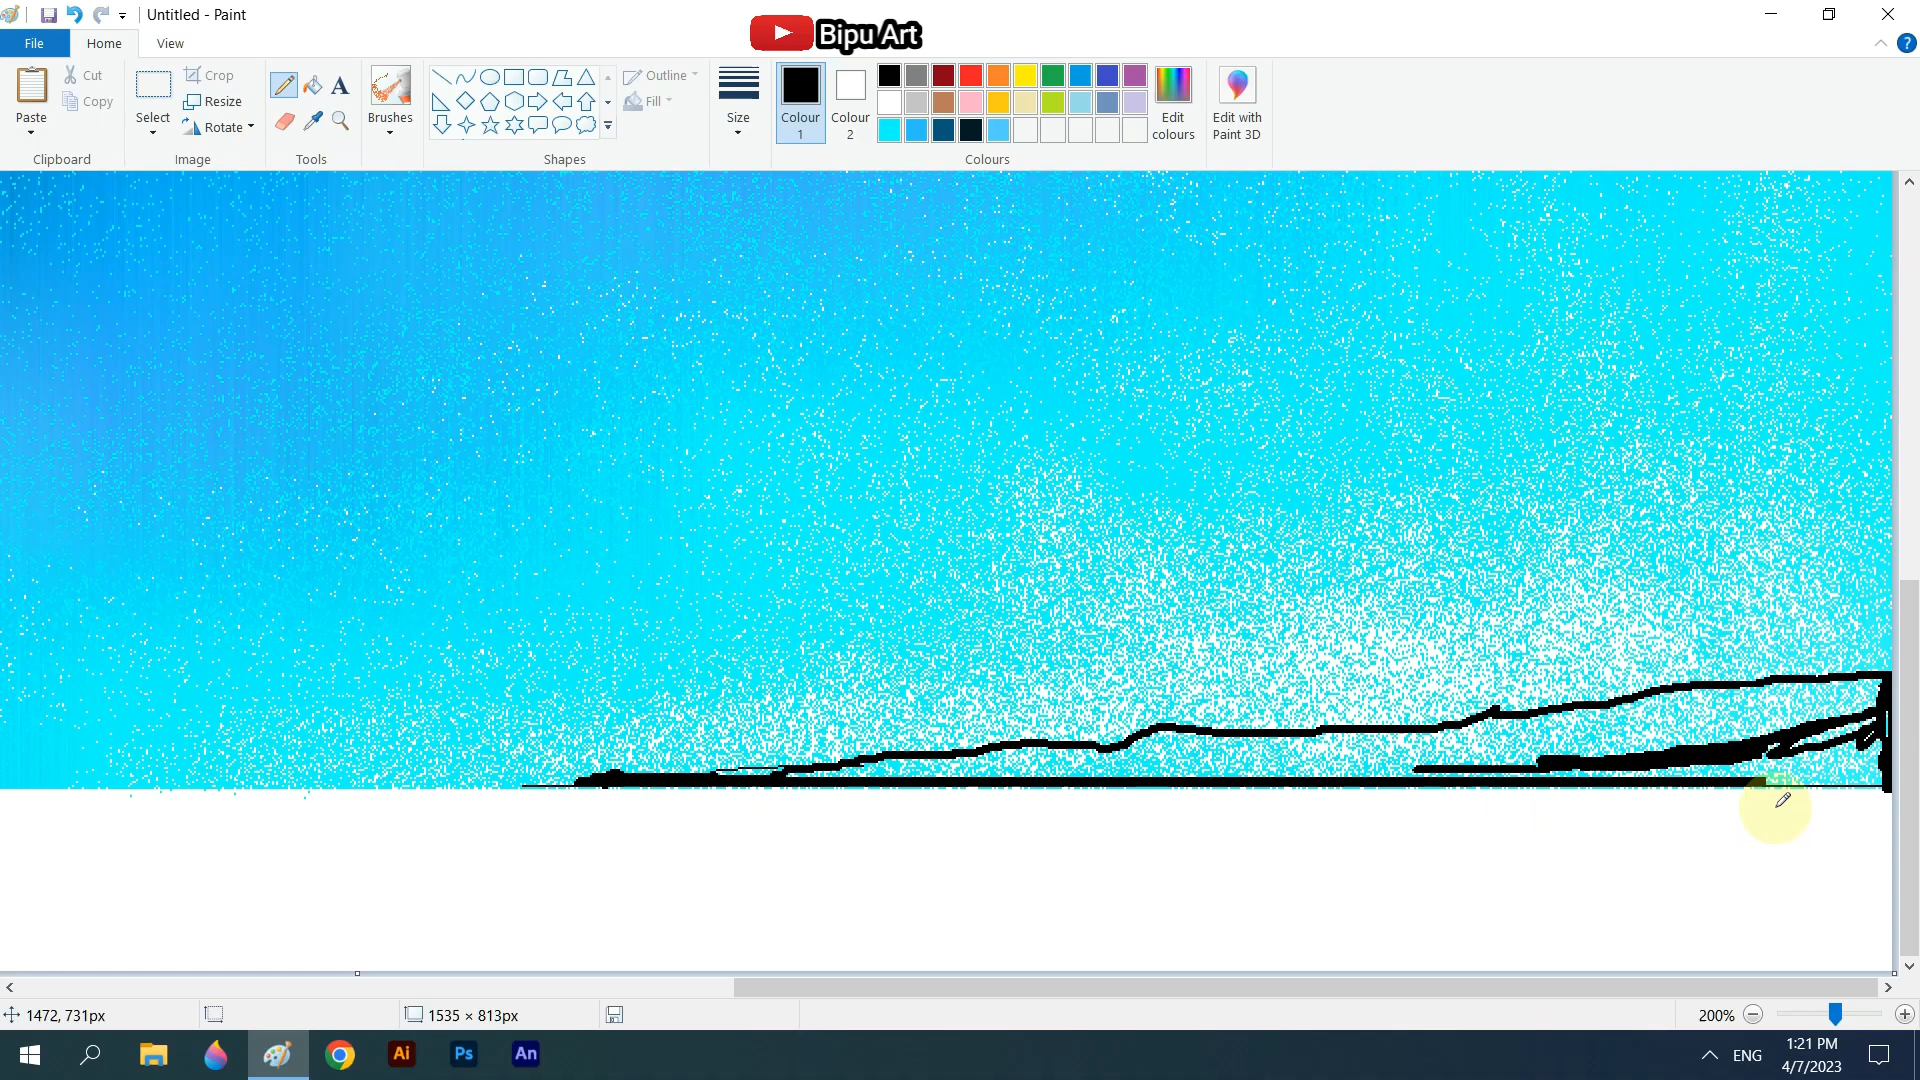 Untitled - Paint
Bipu Art
File
Home
View
?
Paste
Cut
Copy
Select
Crop
Resize
Rotate
A
Brushes
Outline
Fill
Size
Colour 1
Colour 2
Edit colours
Edit with Paint 3D
Clipboard
Image
Tools
Shapes
Colours
1472, 731px
1535 × 813px
200%
Ai
Ps
An
ENG
1:21 PM
4/7/2023